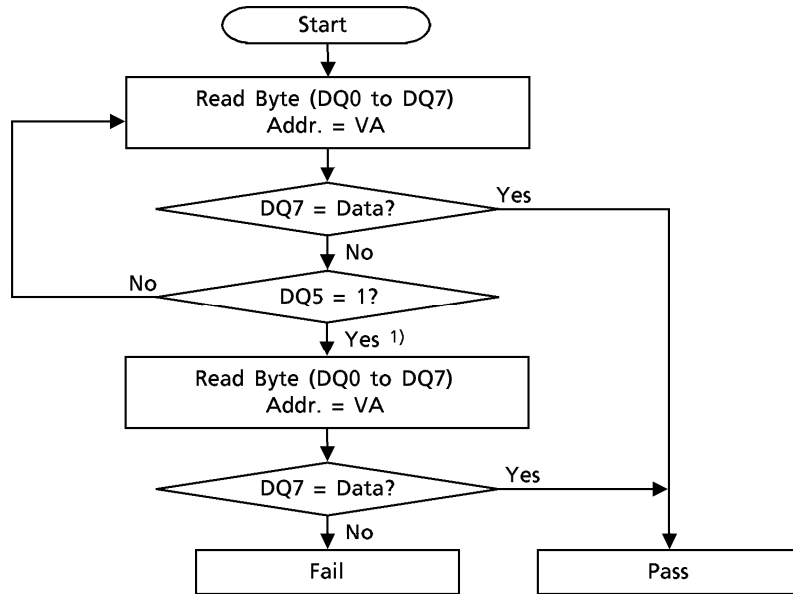 Start
Read Byte (DQ0 to DQ7)
Addr. = VA
DQ7 = Data?
Yes
No
No
DQ5 = 1?
Yes 1)
Read Byte (DQ0 to DQ7)
Addr. = VA
DQ7 = Data?
Yes
No
Fail
Pass